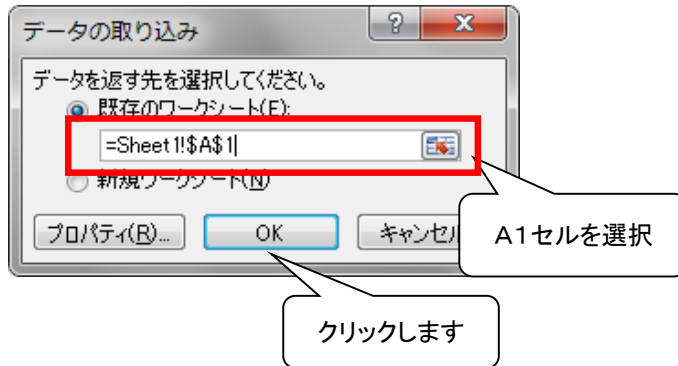 データの取り込み
データを返す先を選択してください。
既存のワークシート(E):
=Sheet1!$A$1
新規ワークシート(N)
プロパティ(R)...
OK
キャンセル
A1セルを選択
クリックします